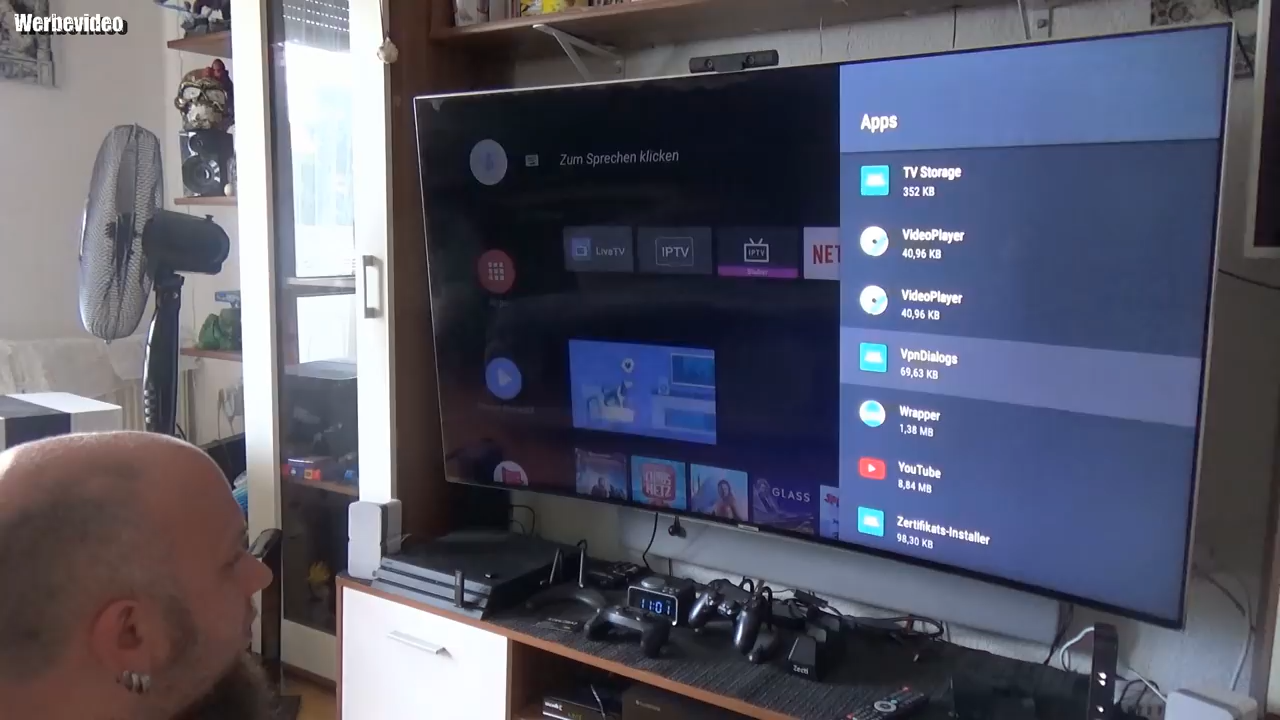 Werbevideo
Zum Sprechen klicken
LiveTV
IPTV
IPTV
NET
GLASS
Apps
TV Storage
352 KB
VideoPlayer
40,96 KB
VideoPlayer
40,96 KB
VpnDialogs
69,63 KB
Wrapper
1,38 MB
YouTube
8,84 MB
Zertifikats-Installer
98,30 KB
11:01